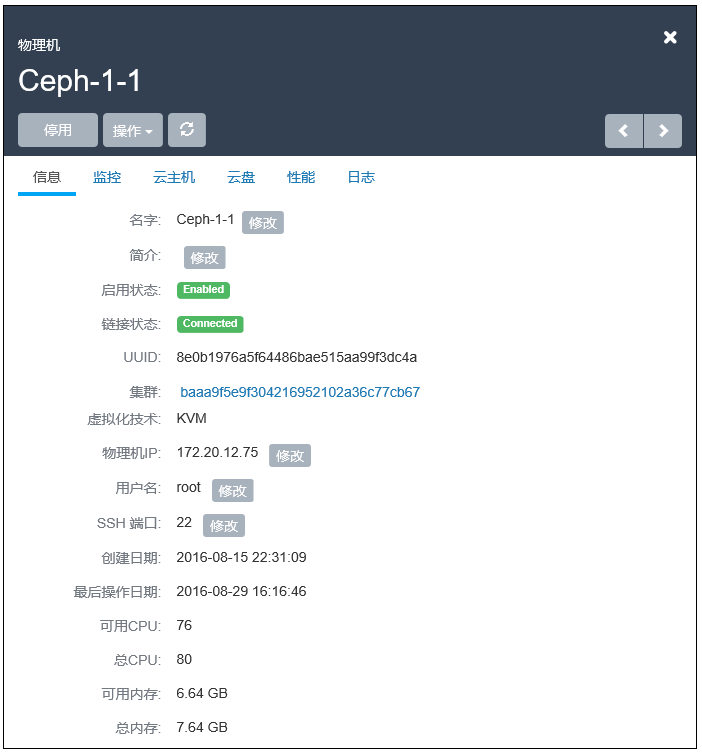 物理机
Ceph-1-1
停用 操作
信息 监控 云主机 云盘 性能 日志
名字: Ceph-1-1 修改
简介: 修改
启用状态: Enabled
链接状态: Connected
UUID: 8e0b1976a5f64486bae515aa99f3dc4a
集群: baaa9f5e9f304216952102a36c77cb67
虚拟化技术: KVM
物理机IP: 172.20.12.75 修改
用户名: root 修改
SSH 端口: 22 修改
创建日期: 2016-08-15 22:31:09
最后操作日期: 2016-08-29 16:16:46
可用CPU: 76
总CPU: 80
可用内存: 6.64 GB
总内存: 7.64 GB